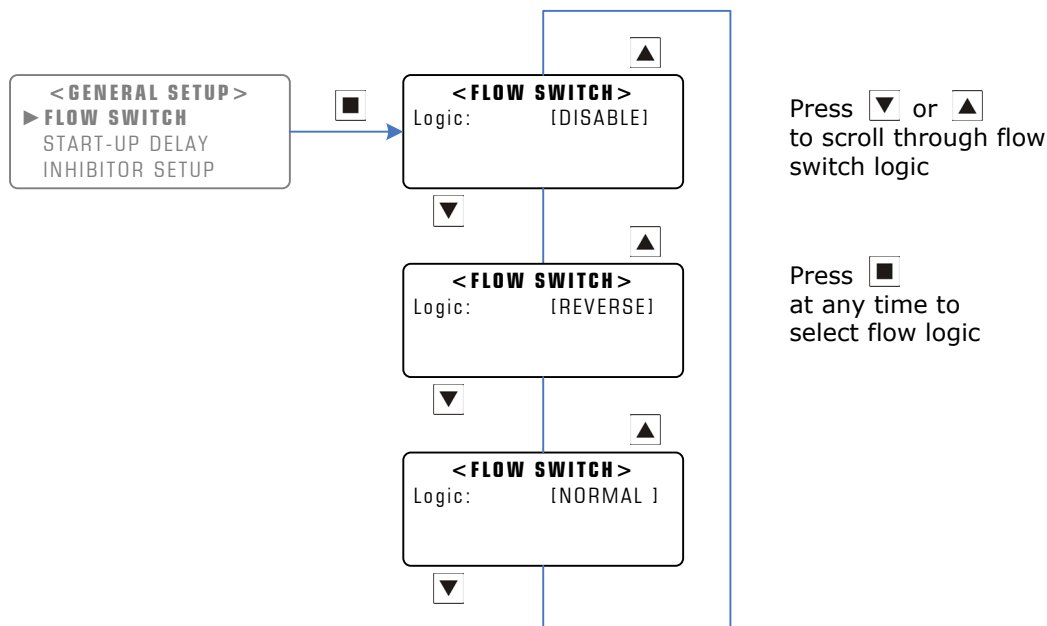 <GENERAL SETUP>
▶FLOW SWITCH
START-UP DELAY
INHIBITOR SETUP
<FLOW SWITCH>
Logic: [DISABLE]
<FLOW SWITCH>
Logic: [REVERSE]
<FLOW SWITCH>
Logic: [NORMAL ]
Press ▼ or ▲
to scroll through flow
switch logic
Press ■
at any time to
select flow logic